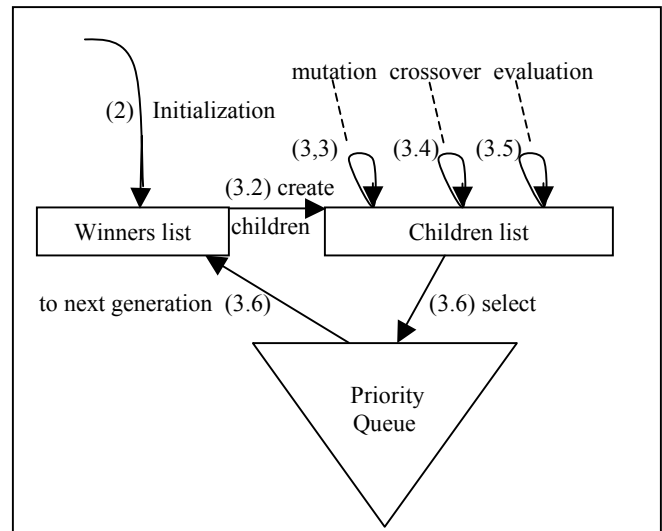 mutation crossover evaluation
(2) Initialization
(3,3) (3.4) (3.5)
(3.2) create
children
Winners list
Children list
to next generation (3.6)
(3.6) select
Priority
Queue